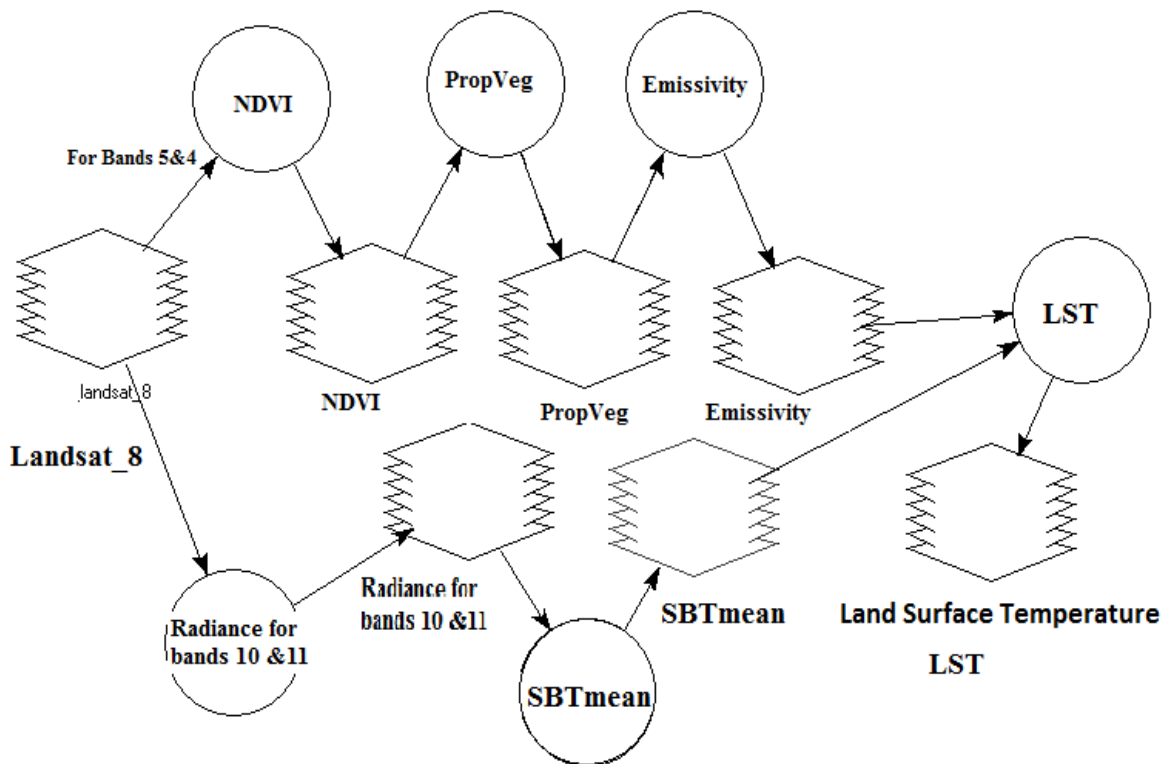 NDVI
PropVeg
Emissivity
For Bands 5&4
landsat_8
Landsat_8
NDVI
PropVeg
Emissivity
LST
Radiance for
bands 10 &11
Radiance for
bands 10 &11
SBTmean
SBTmean
Land Surface Temperature
LST